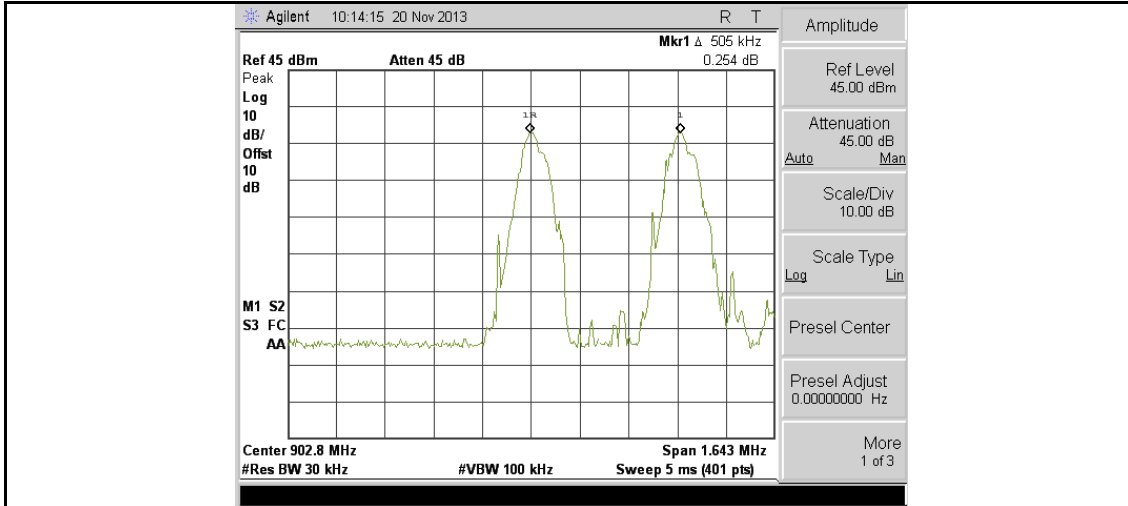 Agilent 10:14:15 20 Nov 2013 R T
Mkr1 Δ 505 kHz
Ref 45 dBm Atten 45 dB 0.254 dB
Peak
Log
10
dB/
Offst
10
dB
1R
1
M1 S2
S3 FC
AA
Center 902.8 MHz Span 1.643 MHz
#Res BW 30 kHz #VBW 100 kHz Sweep 5 ms (401 pts)
Amplitude
Ref Level
45.00 dBm
Attenuation
45.00 dB
Auto Man
Scale/Div
10.00 dB
Scale Type
Log Lin
Presel Center
Presel Adjust
0.00000000 Hz
More
1 of 3